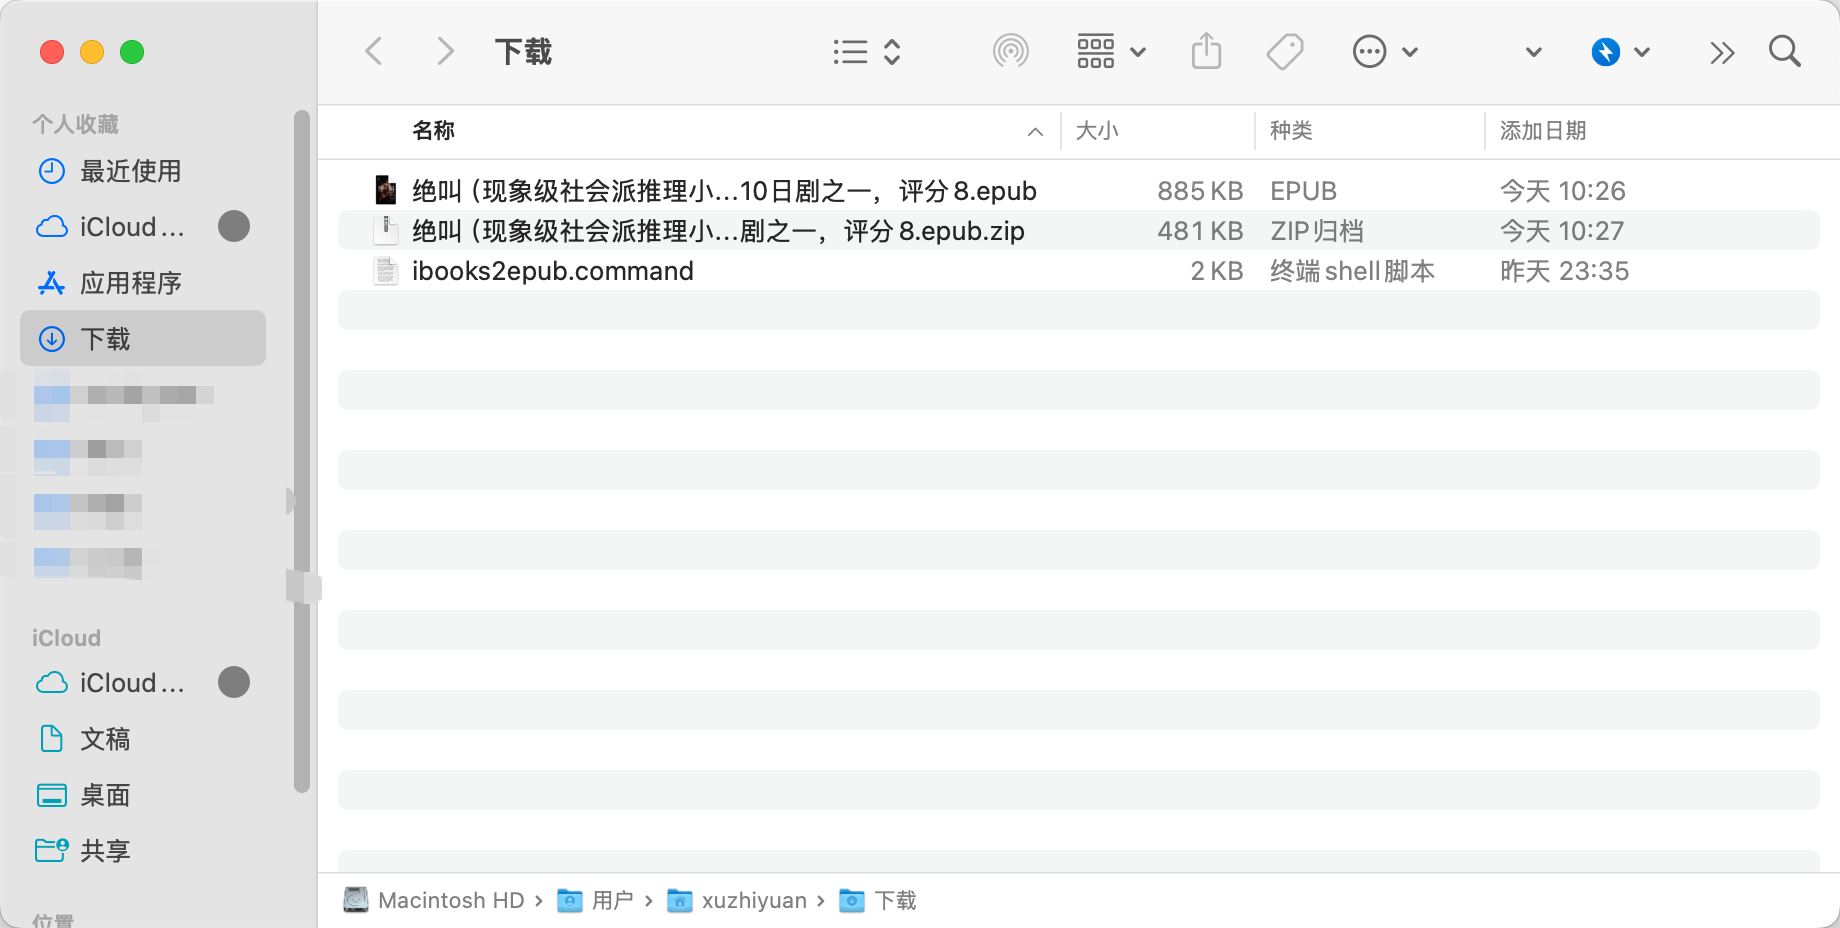 下载
个人收藏
最近使用
iCloud...
应用程序
下载
iCloud
iCloud...
文稿
桌面
共享
位置
名称 大小 种类 添加日期
绝叫（现象级社会派推理小...10日剧之一，评分8.epub 885 KB EPUB 今天 10:26
绝叫（现象级社会派推理小...剧之一，评分8.epub.zip 481 KB ZIP归档 今天 10:27
ibooks2epub.command 2 KB 终端shell脚本 昨天 23:35
Macintosh HD › 用户 › xuzhiyuan › 下载